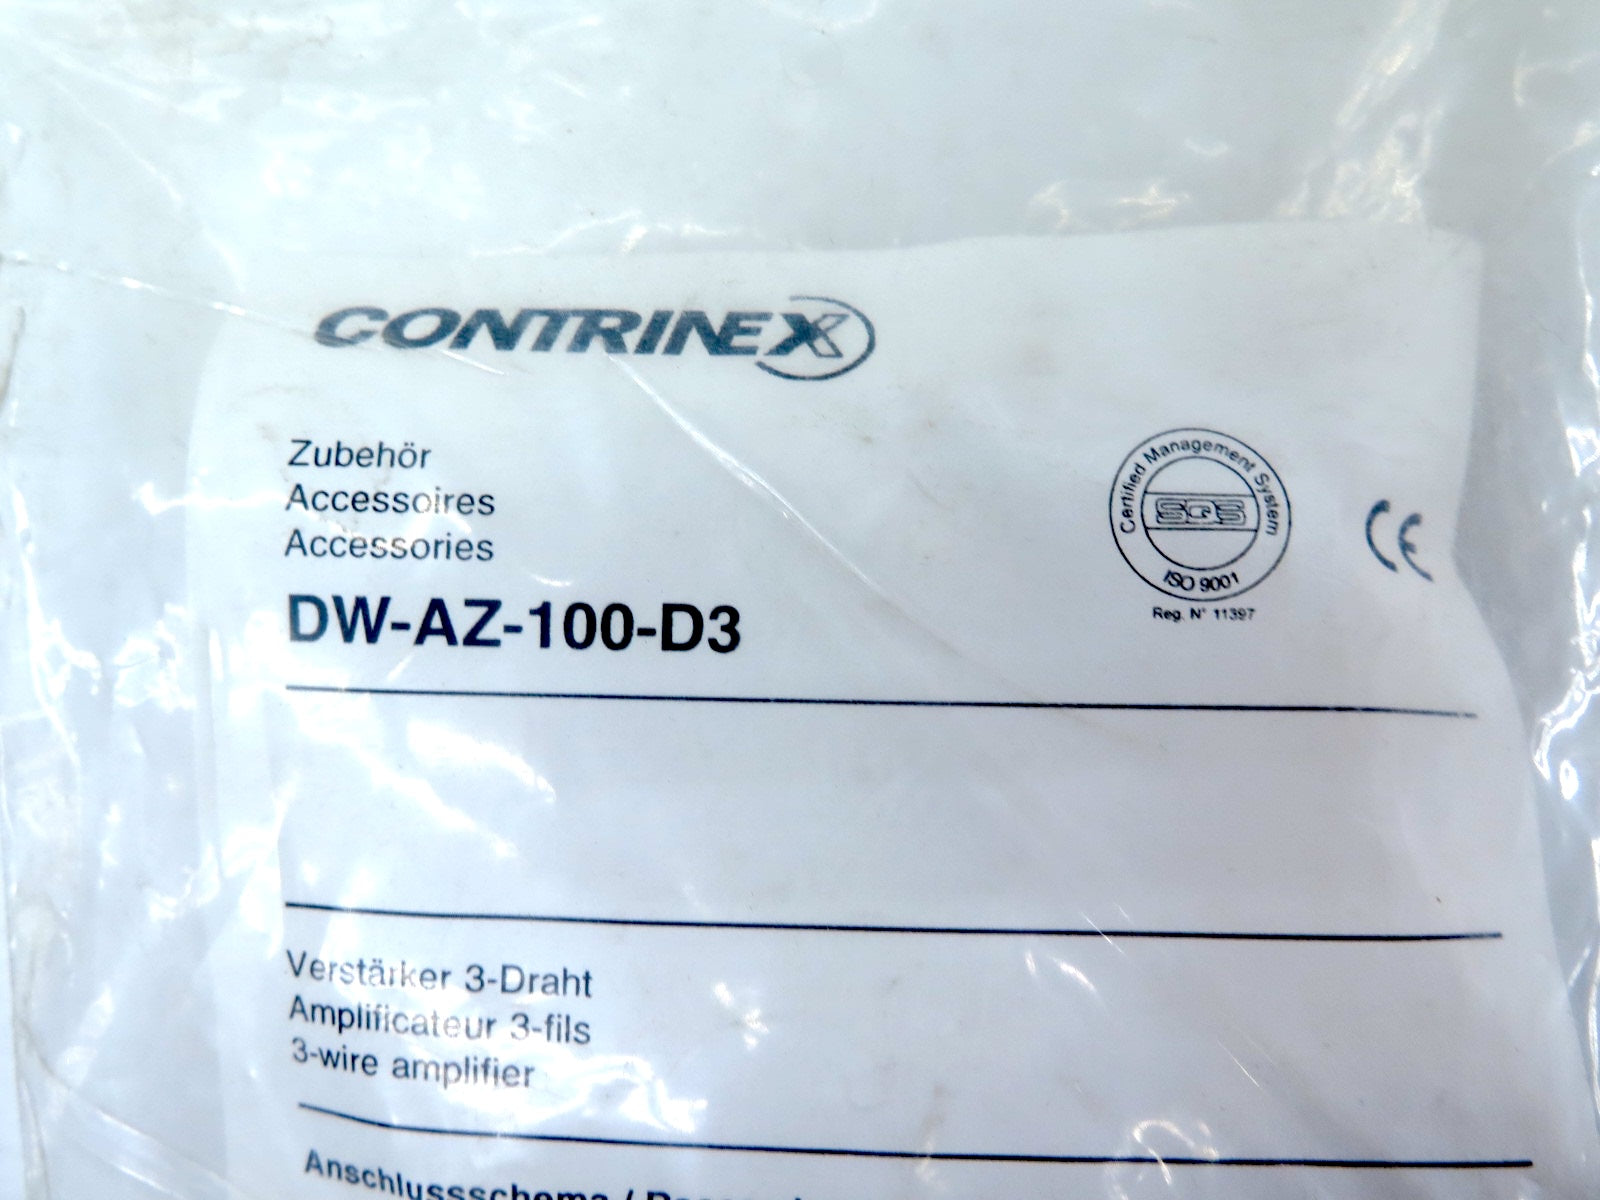 CONTRINEX
Zubehör
Accessoires
Accessories
DW-AZ-100-D3
Certified Management System
SQS
ISO 9001
Reg. N° 11397
CE
Verstärker 3-Draht
Amplificateur 3-fils
3-wire amplifier
Anschlussschema /